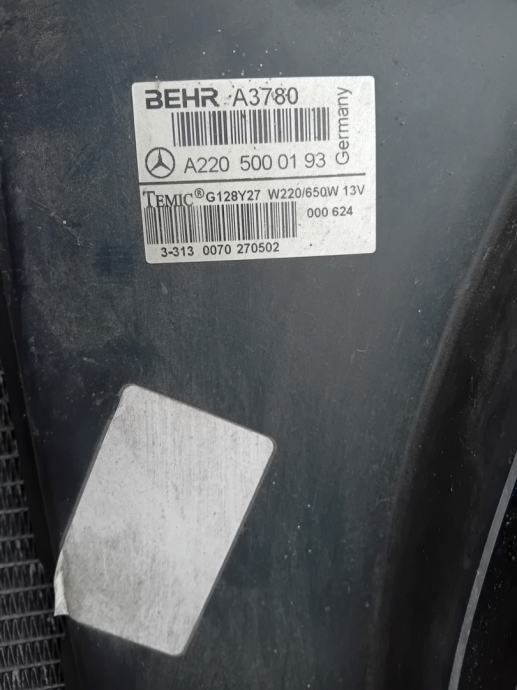 BEHR A3780
A220 500 01 93
Germany
TEMIC® G128Y27 W220/650W 13V
000 624
3-313 0070 270502